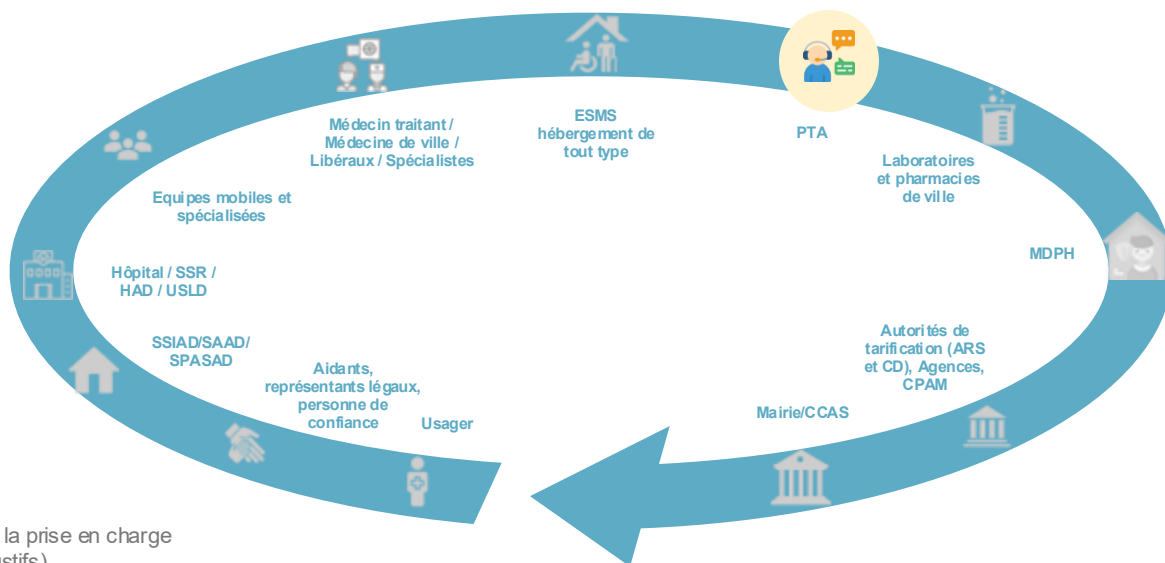 ESMS
hébergement de
tout type
Médecin traitant /
Médecine de ville /
Libéraux / Spécialistes
PTA
Laboratoires
et pharmacies
de ville
Equipes mobiles et
spécialisées
MDPH
Hôpital / SSR /
HAD / USLD
SSIAD/SAAD/
SPASAD
Autorités de
tarification (ARS
et CD), Agences,
CPAM
Aidants,
représentants légaux,
personne de
confiance
Usager
Mairie/CCAS
la prise en charge